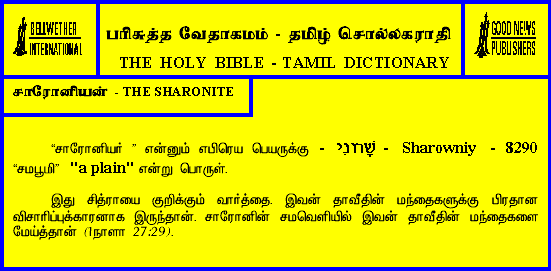 BELLWETHER
INTERNATIONAL
பரிசுத்த வேதாகமம் - தமிழ் சொல்லகராதி
THE HOLY BIBLE - TAMIL DICTIONARY
GOOD NEWS
PUBLISHERS
சாரோனியன் - THE SHARONITE
“சாரோனியர் ” என்னும் எபிரெய பெயருக்கு - שָׁרוֹנִי - Sharowniy - 8290
“சமபூமி” "a plain" என்று பொருள்.
இது சித்ராயை குறிக்கும் வார்த்தை. இவன் தாவீதின் மந்தைகளுக்கு பிரதான
விசாரிப்புக்காரனாக இருந்தான். சாரோனின் சமவெளியில் இவன் தாவீதின் மந்தைகளை
மேய்த்தான் (1நாளா 27:29).